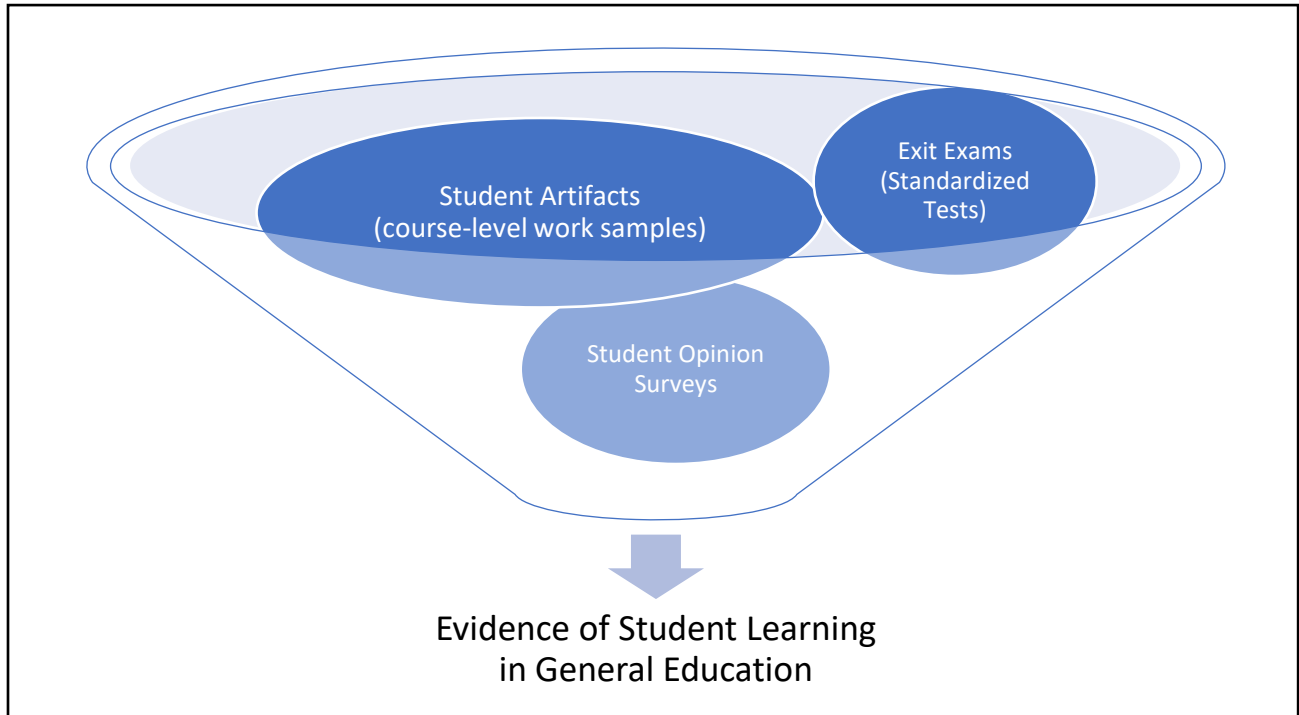 Student Artifacts
(course-level work samples)
Exit Exams
(Standardized
Tests)
Student Opinion
Surveys
Evidence of Student Learning
in General Education